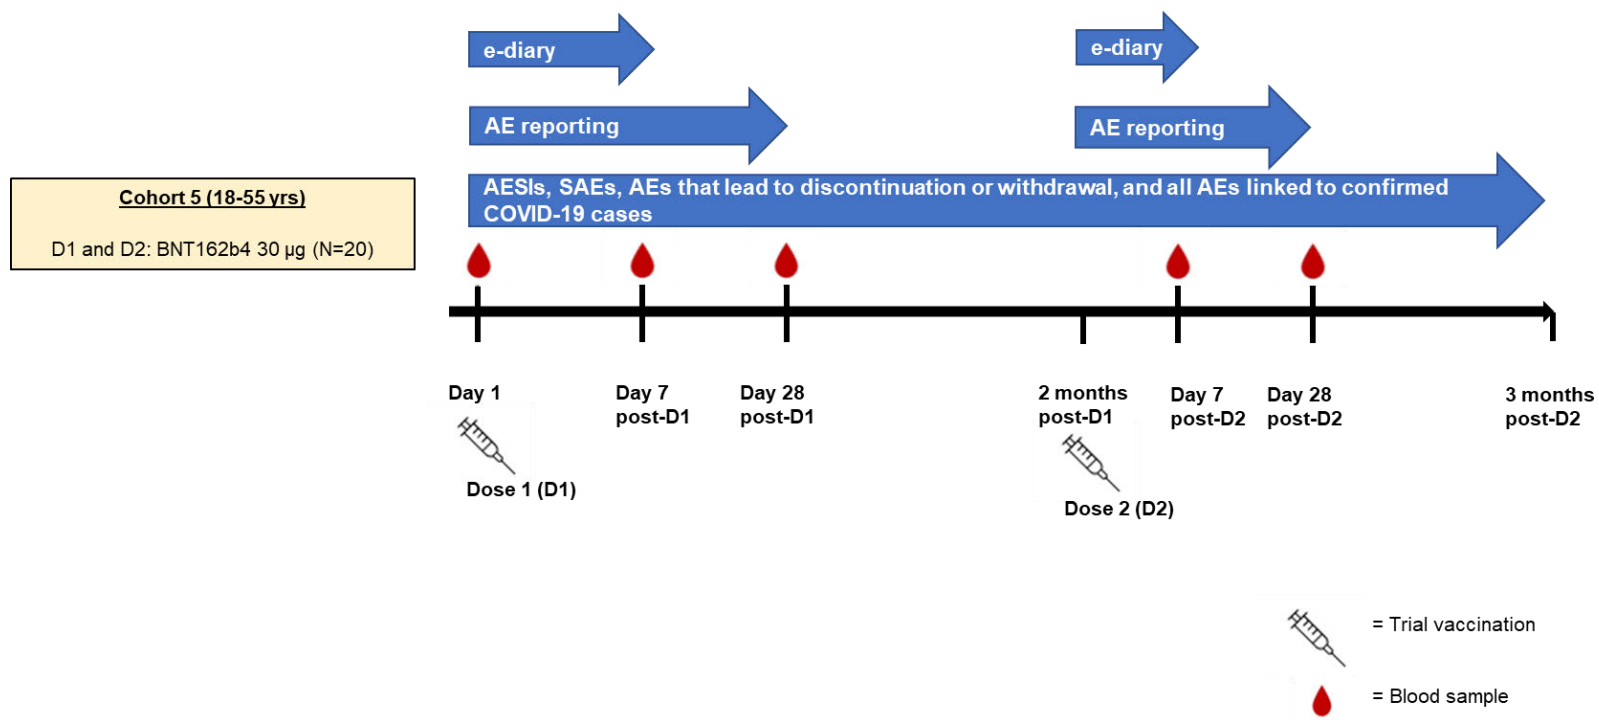 e-diary
e-diary
AE reporting
AE reporting
Cohort 5 (18-55 yrs)
D1 and D2: BNT162b4 30 µg (N=20)
AESIs, SAEs, AEs that lead to discontinuation or withdrawal, and all AEs linked to confirmed
COVID-19 cases
Day 1
Day 7
post-D1
Day 28
post-D1
2 months
post-D1
Day 7
post-D2
Day 28
post-D2
3 months
post-D2
Dose 1 (D1)
Dose 2 (D2)
= Trial vaccination
= Blood sample